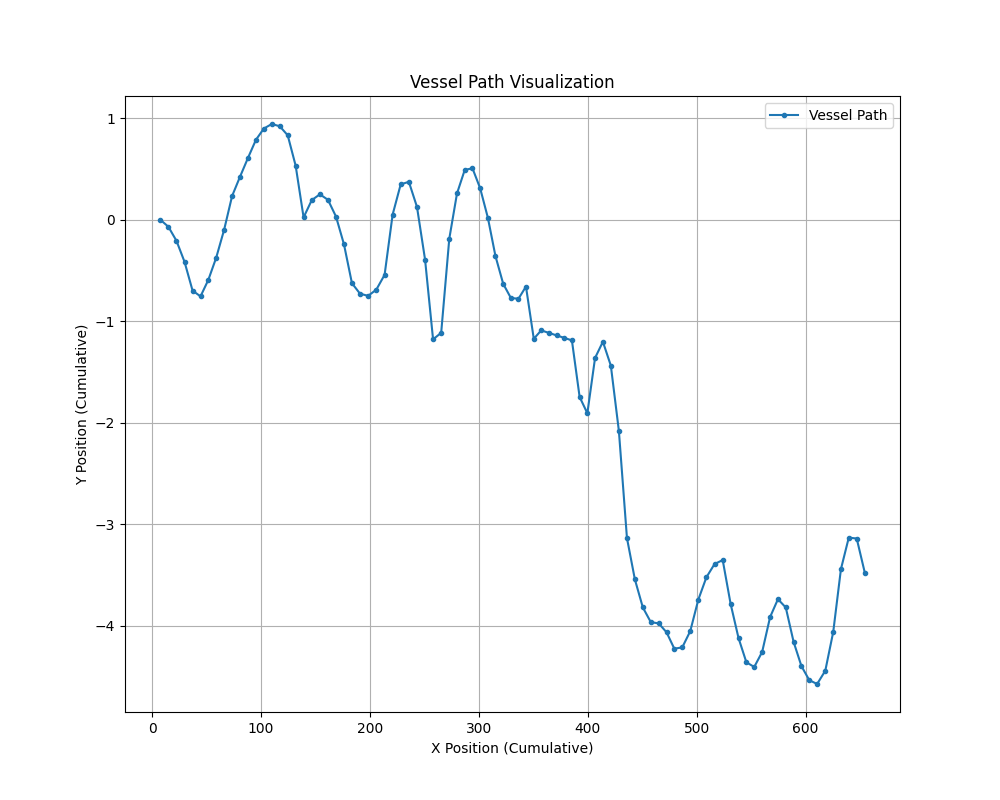 Vessel Path Visualization
Vessel Path
Y Position (Cumulative)
1
0
−1
−2
−3
−4
0 100 200 300 400 500 600
X Position (Cumulative)